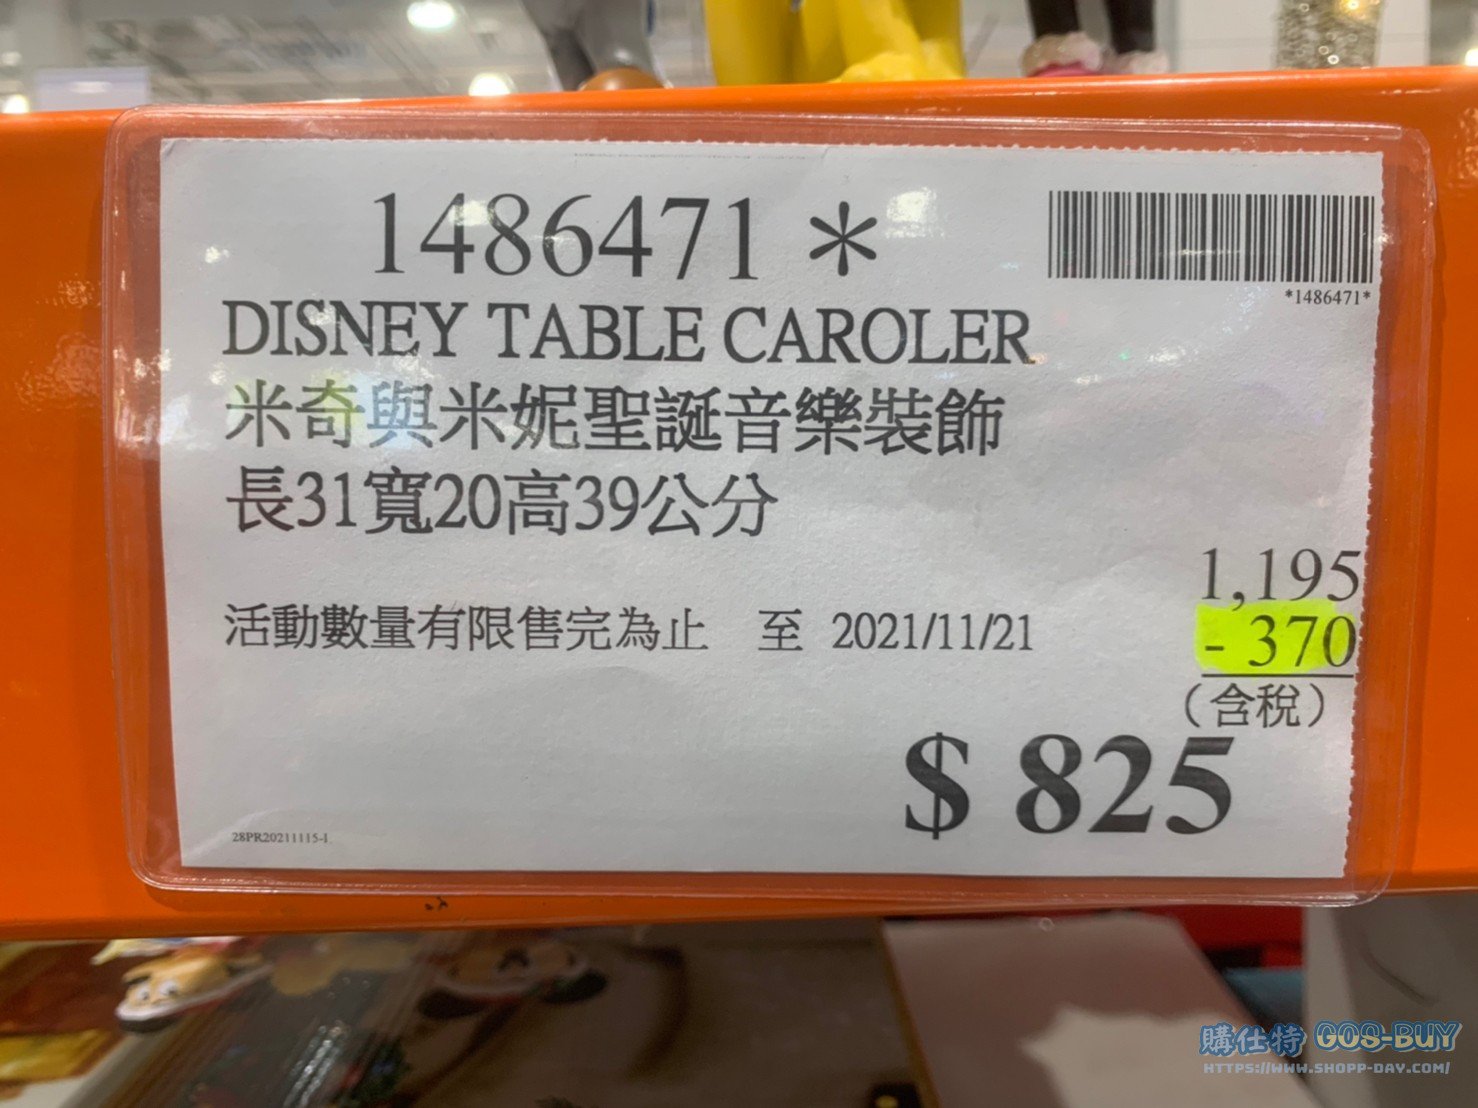 1486471 *
*1486471*
DISNEY TABLE CAROLER
米奇與米妮聖誕音樂裝飾
長31寬20高39公分
1,195
活動數量有限售完為止 至 2021/11/21
- 370
(含稅)
$ 825
28PR20211115-1
購仕特 GOS-BUY
HTTPS://WWW.SHOPP-DAY.COM/